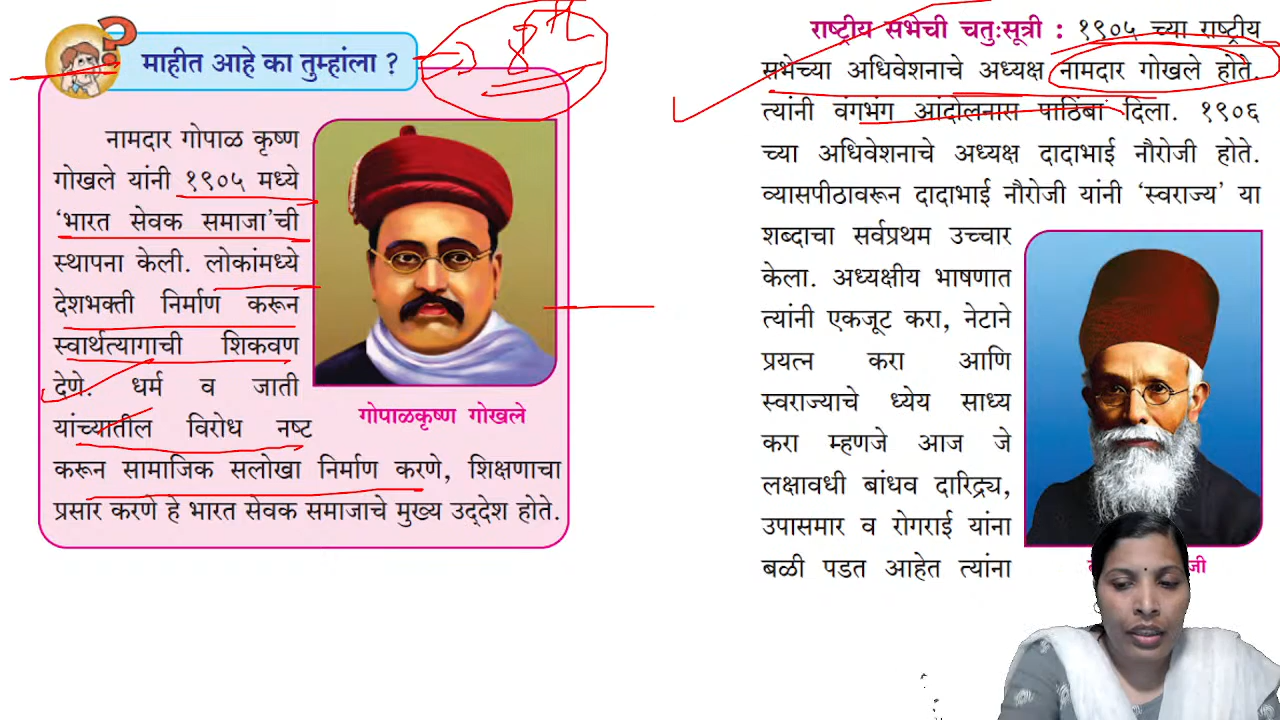 माहीत आहे का तुम्हांला ?
नामदार गोपाळ कृष्ण
गोखले यांनी १९०५ मध्ये
‘भारत सेवक समाजा’ची
स्थापना केली. लोकांमध्ये
देशभक्ती निर्माण करून
स्वार्थत्यागाची शिकवण
देणे. धर्म व जाती
यांच्यातील विरोध नष्ट
करून सामाजिक सलोखा निर्माण करणे, शिक्षणाचा
प्रसार करणे हे भारत सेवक समाजाचे मुख्य उद्देश होते.
गोपाळकृष्ण गोखले
राष्ट्रीय सभेची चतुःसूत्री : १९०५ च्या राष्ट्रीय
सभेच्या अधिवेशनाचे अध्यक्ष नामदार गोखले होते.
त्यांनी वंगभंग आंदोलनास पाठिंबा दिला. १९०६
च्या अधिवेशनाचे अध्यक्ष दादाभाई नौरोजी होते.
व्यासपीठावरून दादाभाई नौरोजी यांनी ‘स्वराज्य’ या
शब्दाचा सर्वप्रथम उच्चार
केला. अध्यक्षीय भाषणात
त्यांनी एकजूट करा, नेटाने
प्रयत्न करा आणि
स्वराज्याचे ध्येय साध्य
करा म्हणजे आज जे
लक्षावधी बांधव दारिद्र्य,
उपासमार व रोगराई यांना
बळी पडत आहेत त्यांना